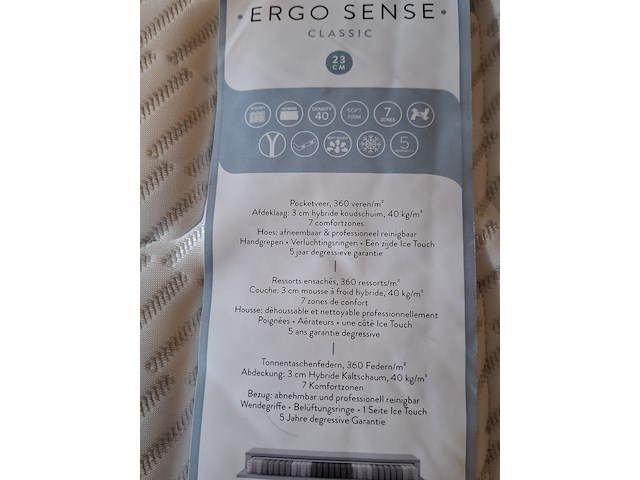 • ERGO SENSE •
CLASSIC
23
CM
DENSITY
40
SOFT
FIRM
7
ZONES
5
Pocketveer, 360 veren/m²
Afdeklaag: 3 cm hybride koudschuim, 40 kg/m³
7 comfortzones
Hoes: afneembaar & professioneel reinigbaar
Handgrepen • Verluchtingsringen • Eén zijde Ice Touch
5 jaar degressieve garantie
Ressorts ensachés, 360 ressorts/m²
Couche: 3 cm mousse à froid hybride, 40 kg/m³
7 zones de confort
Housse: déhoussable et nettoyable professionnellement
Poignées • Aérateurs • une côté Ice Touch
5 ans garantie degressive
Tonnentaschenfedern, 360 Federn/m²
Abdeckung: 3 cm Hybride Kaltschaum, 40 kg/m³
7 Komfortzonen
Bezug: abnehmbar und professionell reinigbar
Wendegriffe • Belüftungsringe • 1 Seite Ice Touch
5 Jahre degressive Garantie